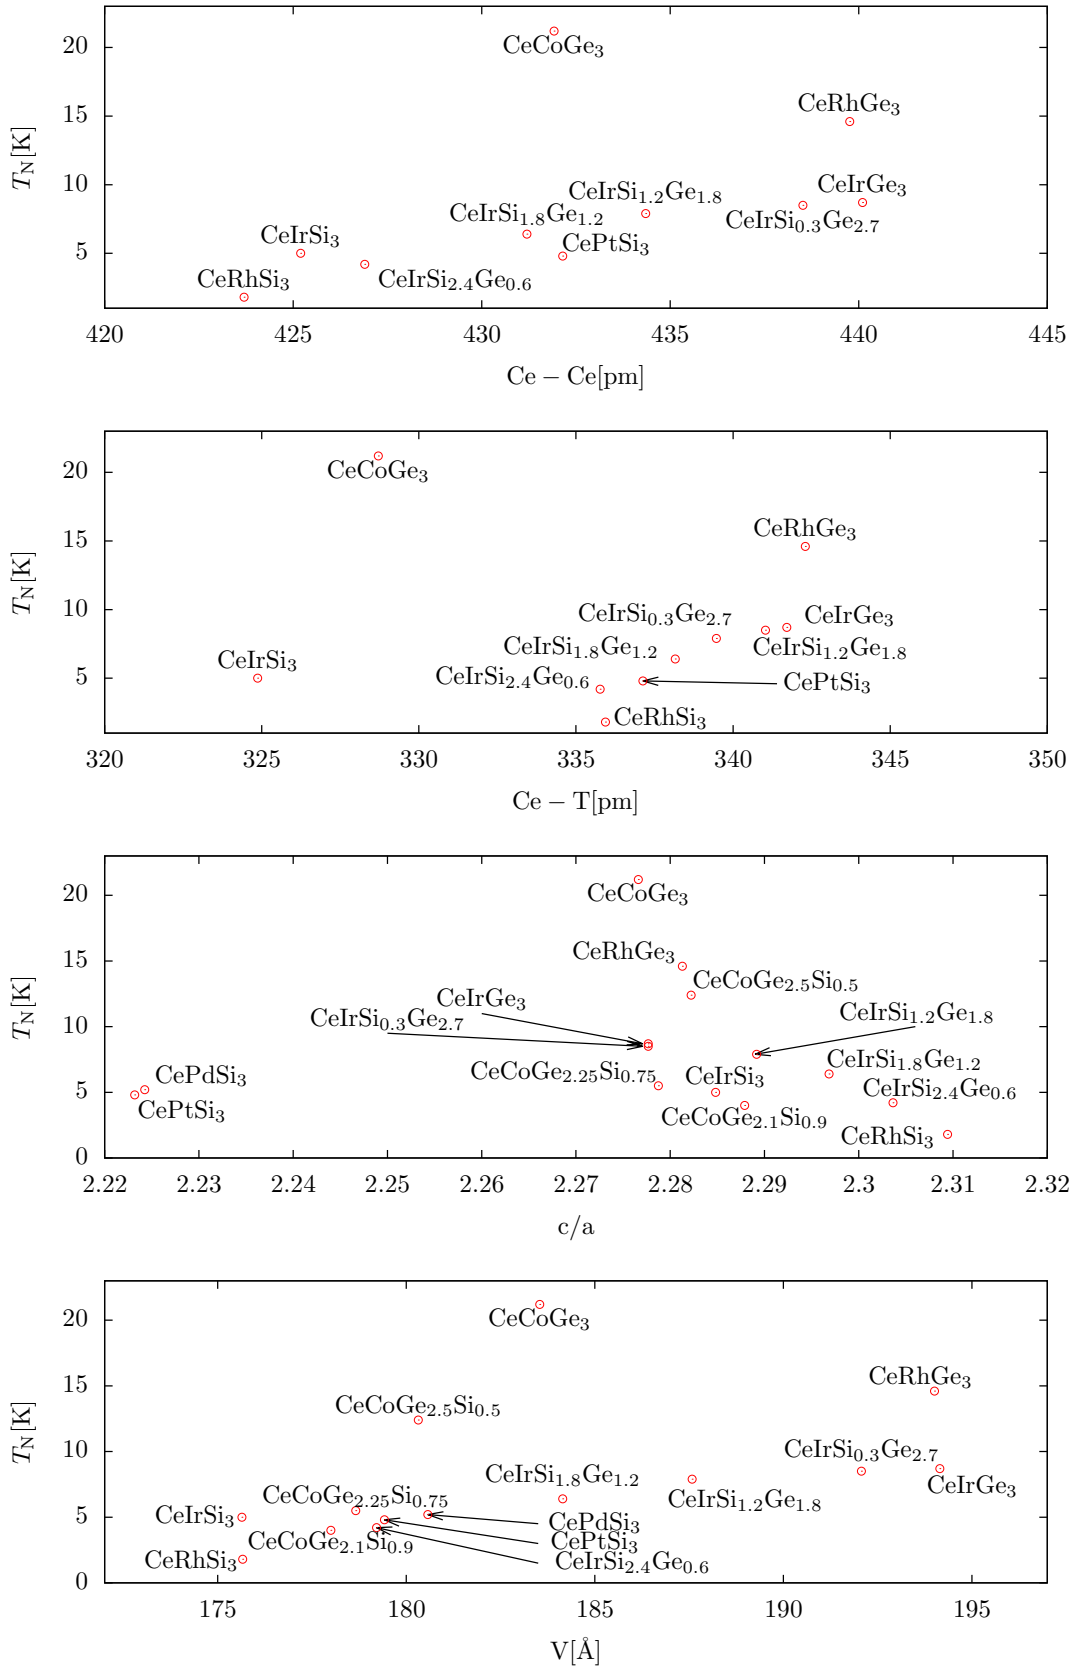 20
15
10
5
T_N[K]
CeCoGe3
CeRhGe3
CeIrGe3
CeIrSi1.2Ge1.8
CeIrSi1.8Ge1.2
CeIrSi0.3Ge2.7
CeIrSi3
CePtSi3
CeRhSi3
CeIrSi2.4Ge0.6
420 425 430 435 440 445
Ce − Ce[pm]
20
15
10
5
T_N[K]
CeCoGe3
CeRhGe3
CeIrSi0.3Ge2.7
CeIrGe3
CeIrSi1.8Ge1.2
CeIrSi1.2Ge1.8
CeIrSi3
CeIrSi2.4Ge0.6
CePtSi3
CeRhSi3
320 325 330 335 340 345 350
Ce − T[pm]
20
15
10
5
0
T_N[K]
CeCoGe3
CeRhGe3
CeCoGe2.5Si0.5
CeIrGe3
CeIrSi0.3Ge2.7
CeIrSi1.2Ge1.8
CeIrSi1.8Ge1.2
CePdSi3
CeCoGe2.25Si0.75
CeIrSi3
CeIrSi2.4Ge0.6
CePtSi3
CeCoGe2.1Si0.9
CeRhSi3
2.22 2.23 2.24 2.25 2.26 2.27 2.28 2.29 2.3 2.31 2.32
c/a
20
15
10
5
0
T_N[K]
CeCoGe3
CeRhGe3
CeCoGe2.5Si0.5
CeIrSi0.3Ge2.7
CeIrSi1.8Ge1.2
CeIrGe3
CeCoGe2.25Si0.75
CeIrSi1.2Ge1.8
CeIrSi3
CePdSi3
CeCoGe2.1Si0.9
CePtSi3
CeRhSi3
CeIrSi2.4Ge0.6
175 180 185 190 195
V[Å]